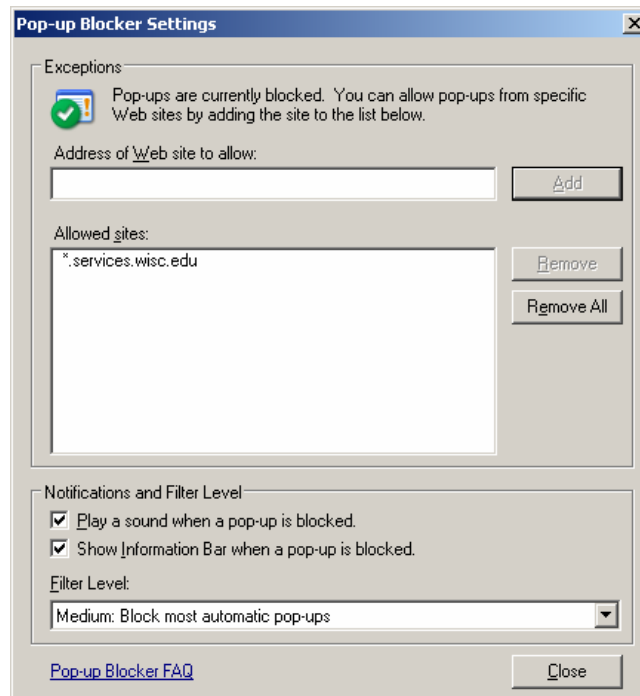 Pop-up Blocker Settings
Exceptions
Pop-ups are currently blocked. You can allow pop-ups from specific
Web sites by adding the site to the list below.
Address of Web site to allow:
Add
Allowed sites:
*.services.wisc.edu
Remove
Remove All
Notifications and Filter Level
Play a sound when a pop-up is blocked.
Show Information Bar when a pop-up is blocked.
Filter Level:
Medium: Block most automatic pop-ups
Pop-up Blocker FAQ
Close